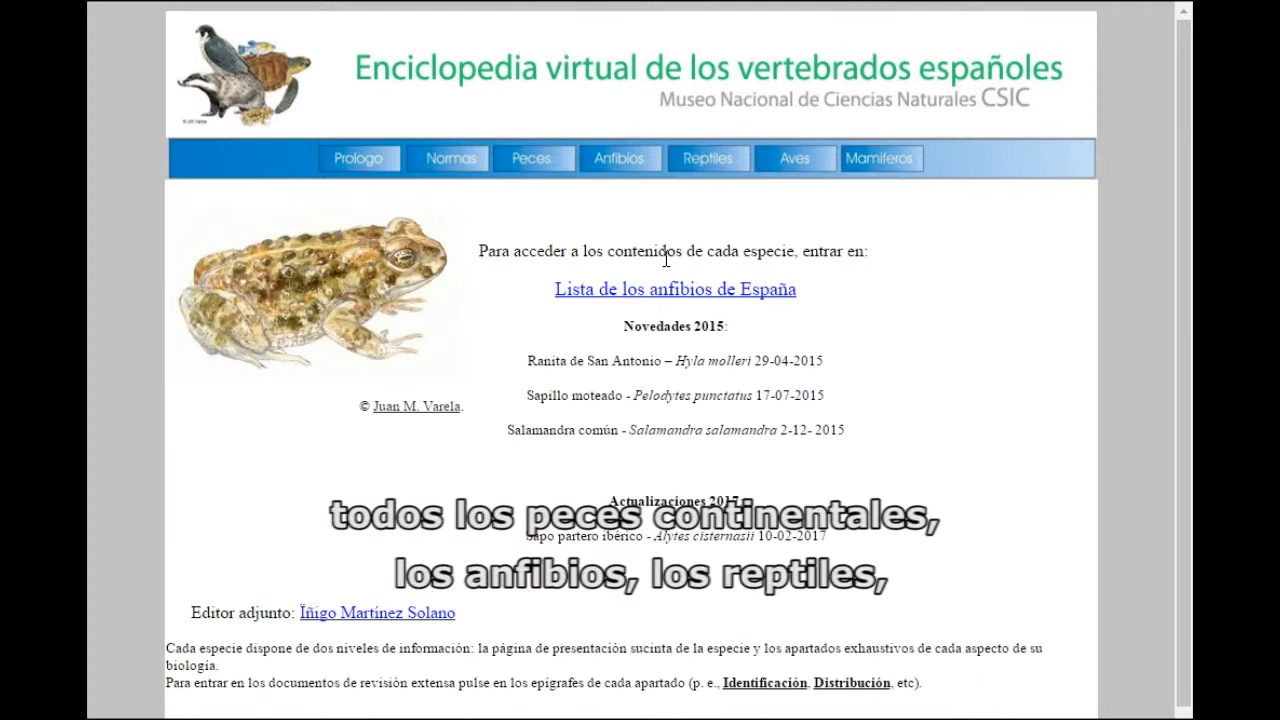 Enciclopedia virtual de los vertebrados españoles
Museo Nacional de Ciencias Naturales CSIC
Prologo Normas Peces Anfibios Reptiles Aves Mamiferos
Para acceder a los contenidos de cada especie, entrar en:
Lista de los anfibios de España
Novedades 2015:
Ranita de San Antonio – Hyla molleri 29-04-2015
Sapillo moteado - Pelodytes punctatus 17-07-2015
© Juan M. Varela.
Salamandra común - Salamandra salamandra 2-12- 2015
Actualizaciones 2017:
todos los peces continentales,
Sapo partero ibérico - Alytes cisternasii 10-02-2017
los anfibios, los reptiles,
Editor adjunto: Íñigo Martínez Solano
Cada especie dispone de dos niveles de información: la página de presentación sucinta de la especie y los apartados exhaustivos de cada aspecto de su
biología.
Para entrar en los documentos de revisión extensa pulse en los epígrafes de cada apartado (p. e., Identificación, Distribución, etc).